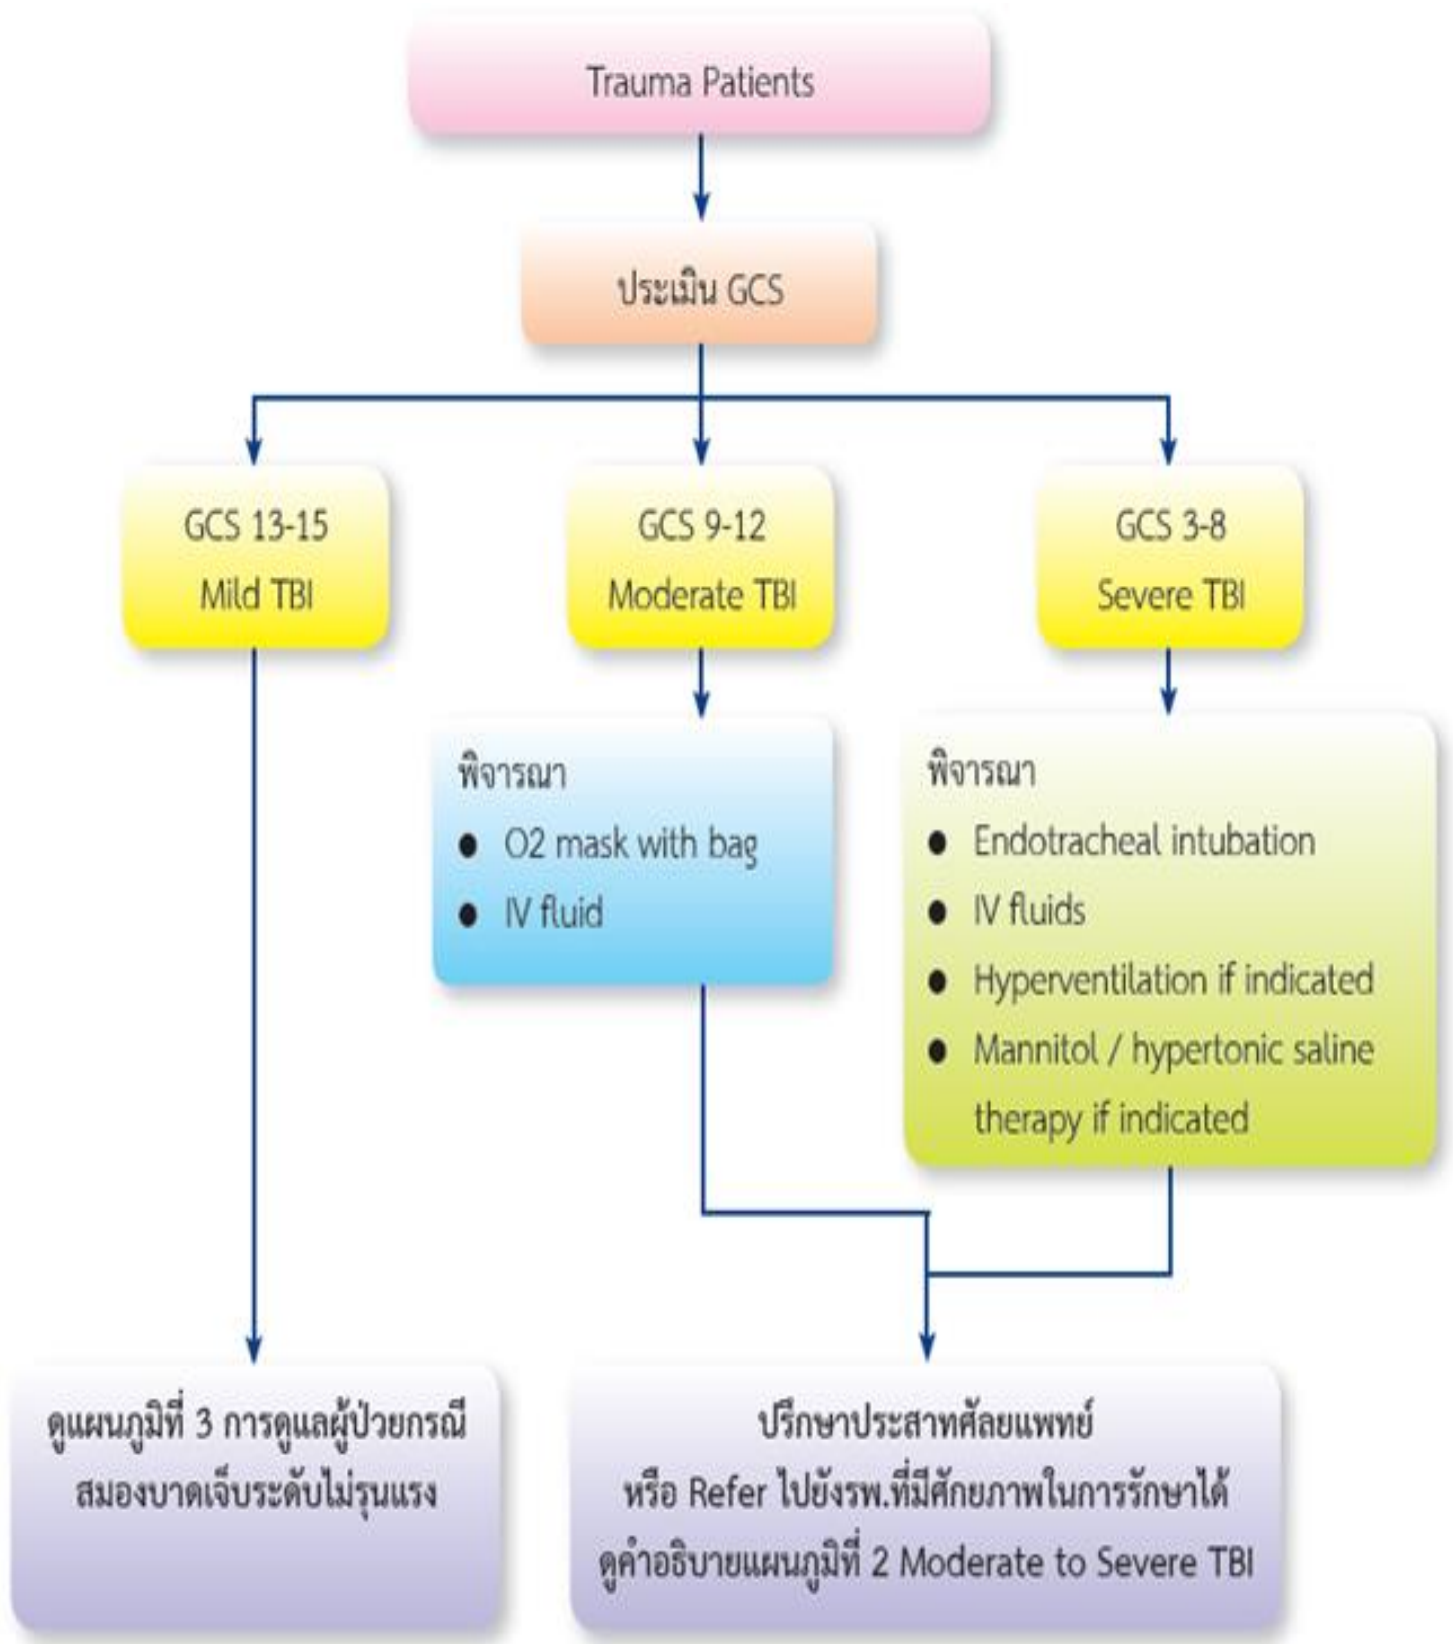 Trauma Patients
ประเมิน GCS
GCS 13-15
Mild TBI
GCS 9-12
Moderate TBI
GCS 3-8
Severe TBI
พิจารณา
● O2 mask with bag
● IV fluid
พิจารณา
● Endotracheal intubation
● IV fluids
● Hyperventilation if indicated
● Mannitol / hypertonic saline
therapy if indicated
ดูแผนภูมิที่ 3 การดูแลผู้ป่วยกรณี
สมองบาดเจ็บระดับไม่รุนแรง
ปรึกษาประสาทศัลยแพทย์
หรือ Refer ไปยังรพ.ที่มีศักยภาพในการรักษาได้
ดูคำอธิบายแผนภูมิที่ 2 Moderate to Severe TBI